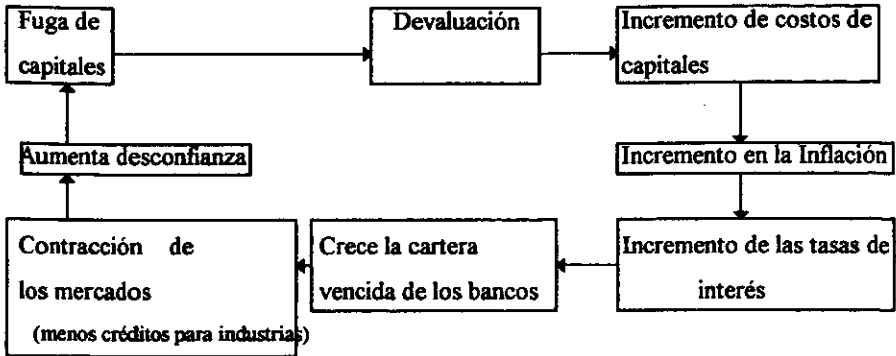 Fuga de
capitales
Devaluación
Incremento de costos de
capitales
Aumenta desconfianza
Incremento en la Inflación
Contracción de
los mercados
(menos créditos para industrias)
Crece la cartera
vencida de los bancos
Incremento de las tasas de
interés